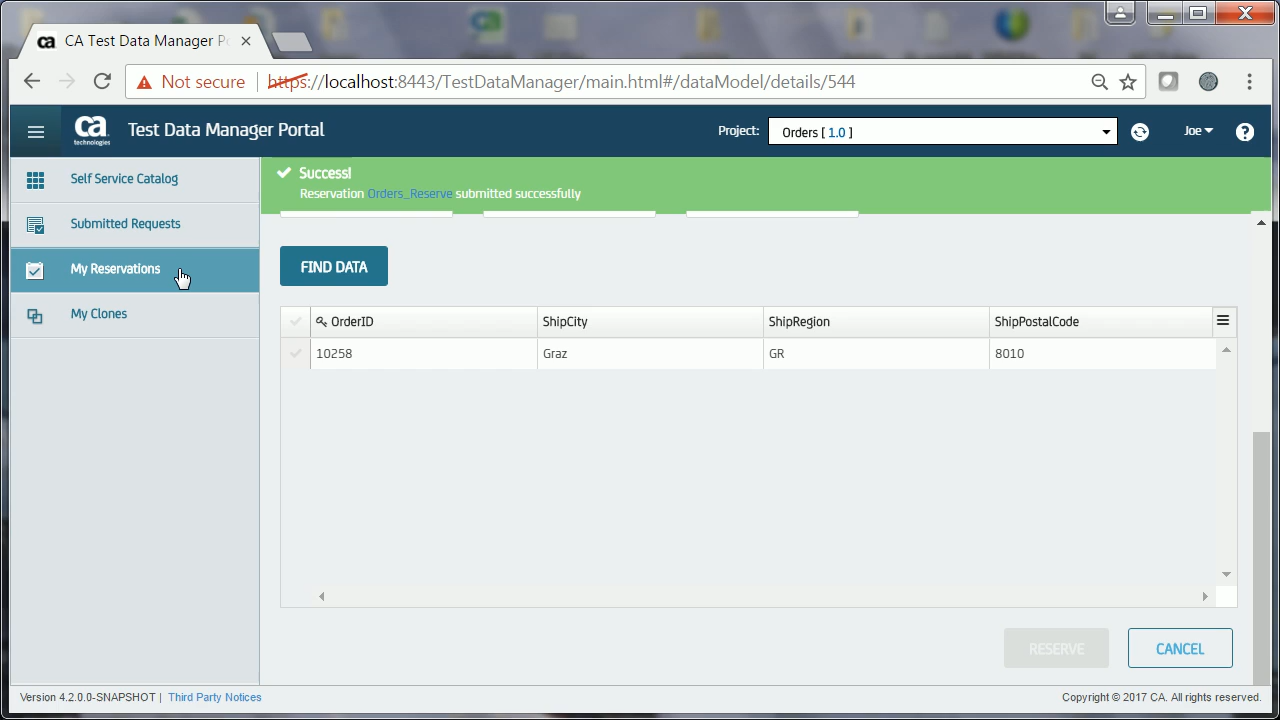 CA Test Data Manager P
Not secure
https://localhost:8443/TestDataManager/main.html#/dataModel/details/544
ca
technologies
Test Data Manager Portal
Project:
Orders [ 1.0 ]
Joe
Self Service Catalog
Submitted Requests
My Reservations
My Clones
Success!
Reservation Orders_Reserve submitted successfully
FIND DATA
OrderID ShipCity ShipRegion ShipPostalCode
10258 Graz GR 8010
RESERVE
CANCEL
Version 4.2.0.0-SNAPSHOT | Third Party Notices
Copyright © 2017 CA. All rights reserved.